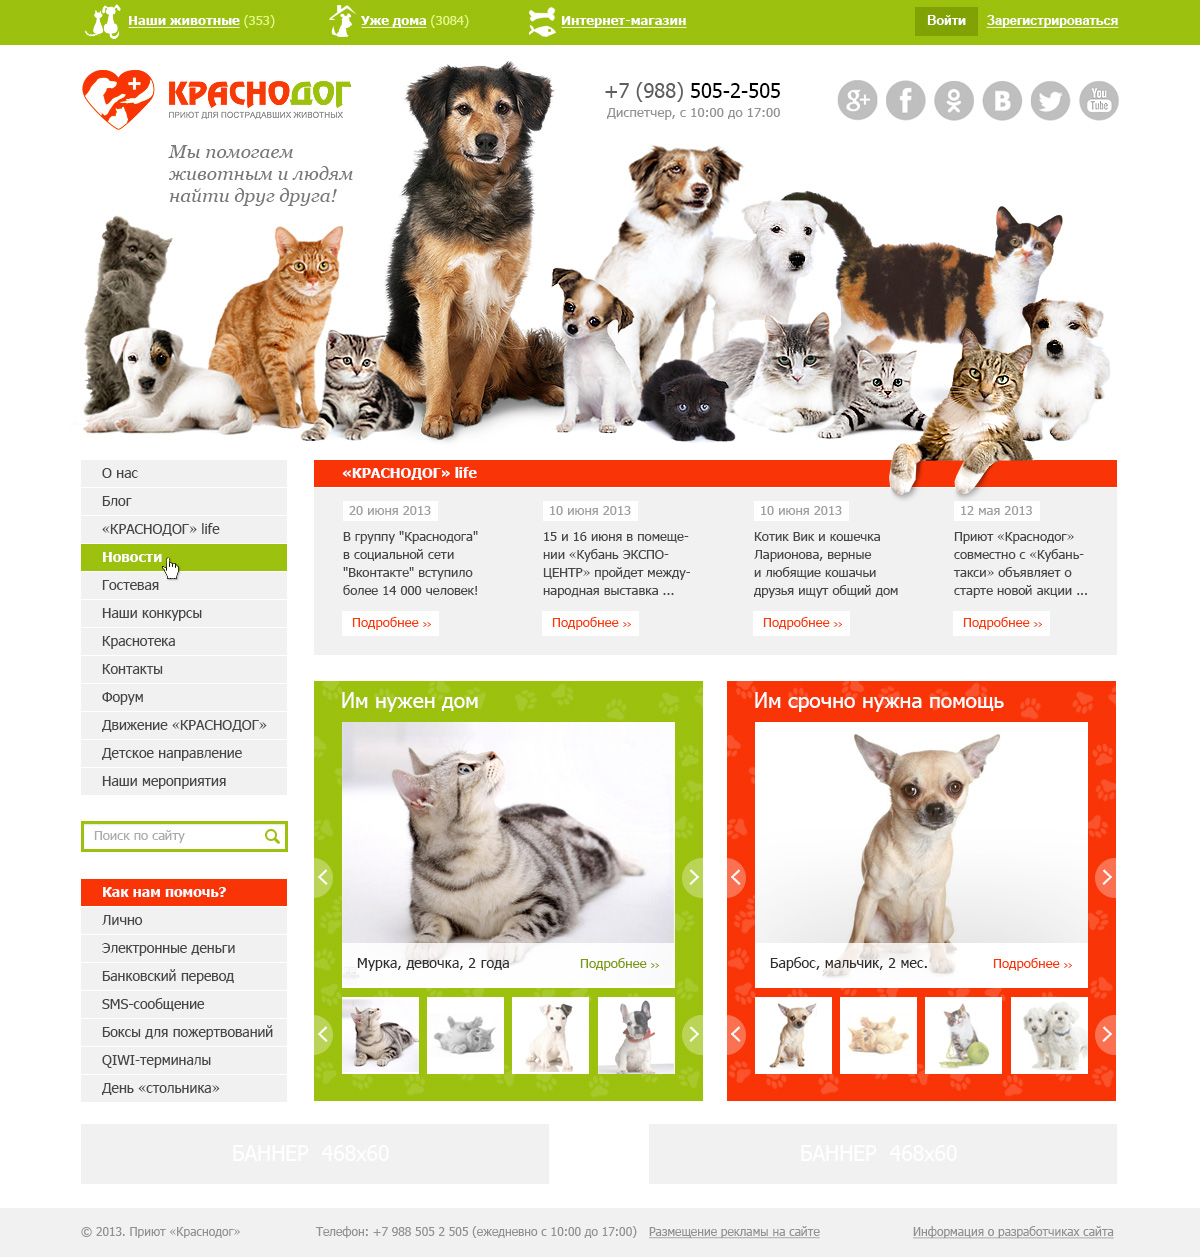 Наши животные (353)
Уже дома (3084)
Интернет-магазин
Войти
Зарегистрироваться
КРАСНОДОГ
ПРИЮТ ДЛЯ ПОСТРАДАВШИХ ЖИВОТНЫХ
+7 (988) 505-2-505
Диспетчер, с 10:00 до 17:00
g+
f
B
You
Tube
Мы помогаем
животным и людям
найти друг друга!
О нас
Блог
«КРАСНОДОГ» life
Новости
Гостевая
Наши конкурсы
Краснотека
Контакты
Форум
Движение «КРАСНОДОГ»
Детское направление
Наши мероприятия
Поиск по сайту
Как нам помочь?
Лично
Электронные деньги
Банковский перевод
SMS-сообщение
Боксы для пожертвований
QIWI-терминалы
День «стольника»
«КРАСНОДОГ» life
20 июня 2013
В группу "Краснодога"
в социальной сети
"Вконтакте" вступило
более 14 000 человек!
Подробнее >>
10 июня 2013
15 и 16 июня в помеще-
нии «Кубань ЭКСПО-
ЦЕНТР» пройдет между-
народная выставка ...
Подробнее >>
10 июня 2013
Котик Вик и кошечка
Ларионова, верные
и любящие кошачьи
друзья ищут общий дом
Подробнее >>
12 мая 2013
Приют «Краснодог»
совместно с «Кубань-
такси» объявляет о
старте новой акции ...
Подробнее >>
Им нужен дом
Мурка, девочка, 2 года
Подробнее >>
Им срочно нужна помощь
Барбос, мальчик, 2 мес.
Подробнее >>
БАННЕР 468x60
БАННЕР 468x60
© 2013. Приют «Краснодог»
Телефон: +7 988 505 2 505 (ежедневно с 10:00 до 17:00)
Размещение рекламы на сайте
Информация о разработчиках сайта